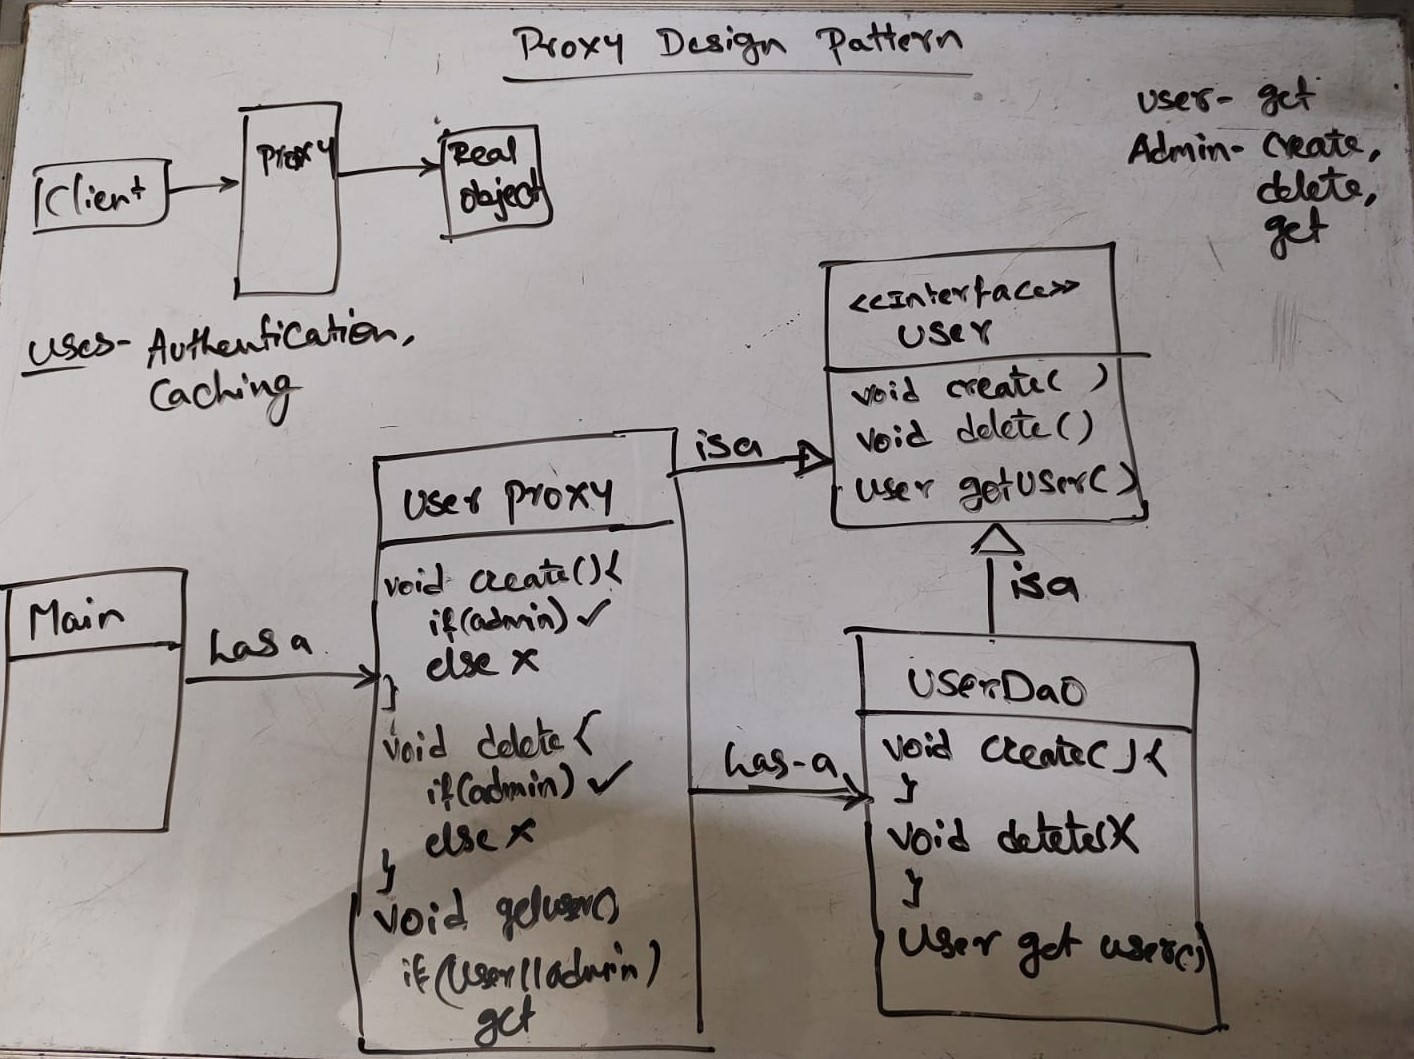 Proxy Design Pattern
user- get
Admin- create,
delete,
get
Client
Proxy
Real
object
uses- Authentication,
Caching
<<Interface>>
user
void create( )
void delete()
user getUser()
isa
isa
User Proxy
void create(){
if(admin) ✓
else x
}
void delete {
if(admin) ✓
else x
}
void getuser()
if (user||admin)
get
Main
has a
has-a
UserDao
void create(){
}
void delete(){
}
User get user()